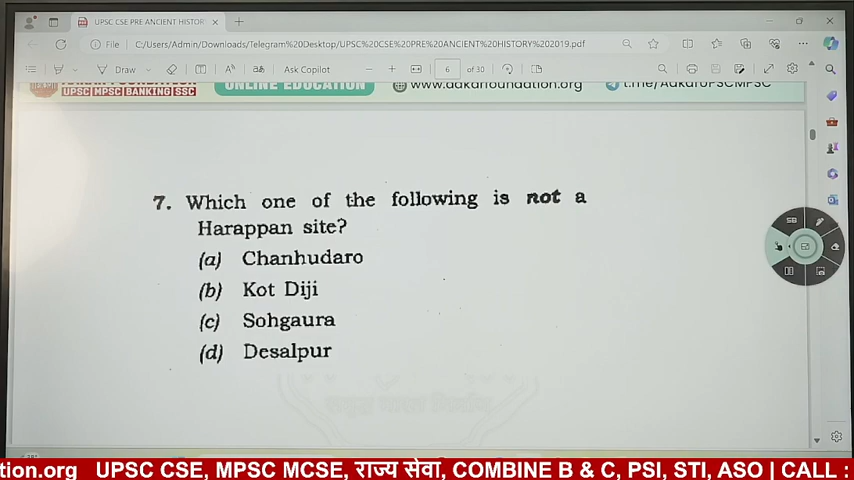 UPSC CSE PRE ANCIENT HISTOR
File C:/Users/Admin/Downloads/Telegram%20Desktop/UPSC%20CSE%20PRE%20ANCIENT%20HISTORY%202019.pdf
Draw Ask Copilot 6 of 30
UPSC|MPSC|BANKING|SSC ONLINE EDUCATION www.aakarfoundation.org t.me/AakarUPSCMPSC
7. Which one of the following is not a
Harappan site?
(a) Chanhudaro
(b) Kot Diji
(c) Sohgaura
(d) Desalpur
SB
tion.org UPSC CSE, MPSC MCSE, राज्य सेवा, COMBINE B & C, PSI, STI, ASO | CALL :